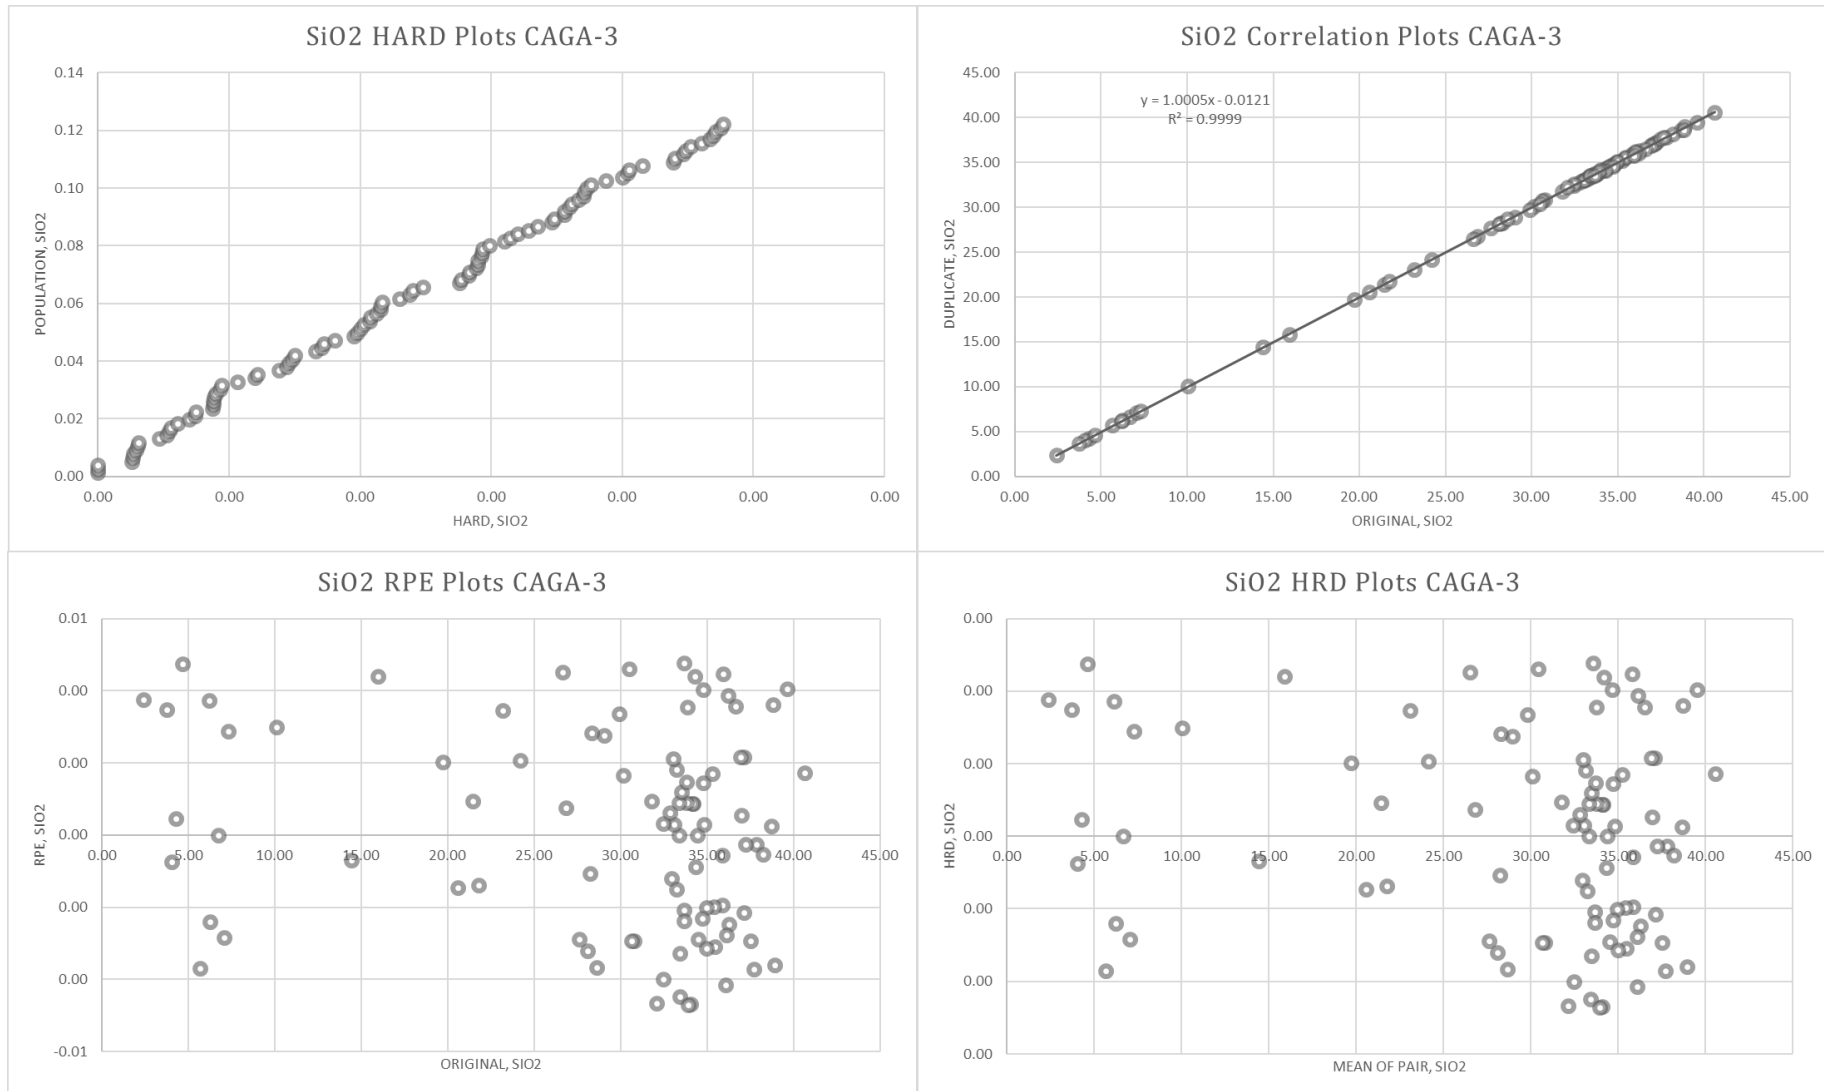 SiO2 HARD Plots CAGA-3
0.14
0.12
0.10
0.08
0.06
0.04
0.02
0.00
POPULATION, SIO2
0.00 0.00 0.00 0.00 0.00 0.00 0.00
HARD, SIO2
SiO2 Correlation Plots CAGA-3
45.00
40.00
35.00
30.00
25.00
20.00
15.00
10.00
5.00
0.00
DUPLICATE, SIO2
y = 1.0005x - 0.0121
R² = 0.9999
0.00 5.00 10.00 15.00 20.00 25.00 30.00 35.00 40.00 45.00
ORIGINAL, SIO2
SiO2 RPE Plots CAGA-3
0.01
0.00
0.00
0.00
0.00
0.00
-0.01
RPE, SIO2
0.00 5.00 10.00 15.00 20.00 25.00 30.00 35.00 40.00 45.00
ORIGINAL, SIO2
SiO2 HRD Plots CAGA-3
0.00
0.00
0.00
0.00
0.00
0.00
0.00
HRD, SIO2
0.00 5.00 10.00 15.00 20.00 25.00 30.00 35.00 40.00 45.00
MEAN OF PAIR, SIO2